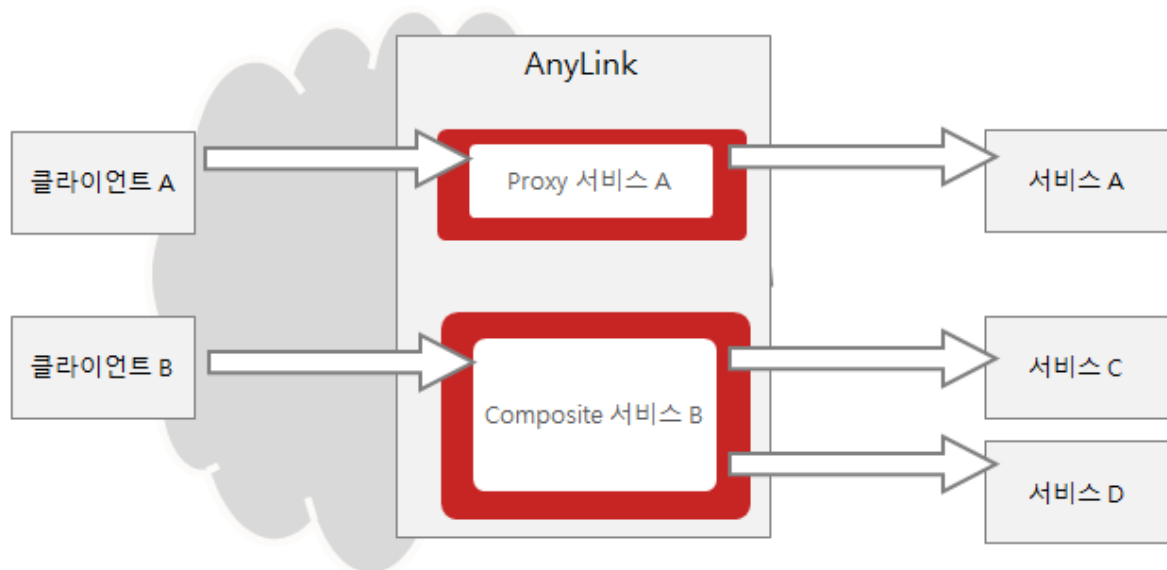 AnyLink
클라이언트 A
Proxy 서비스 A
서비스 A
클라이언트 B
Composite 서비스 B
서비스 C
서비스 D